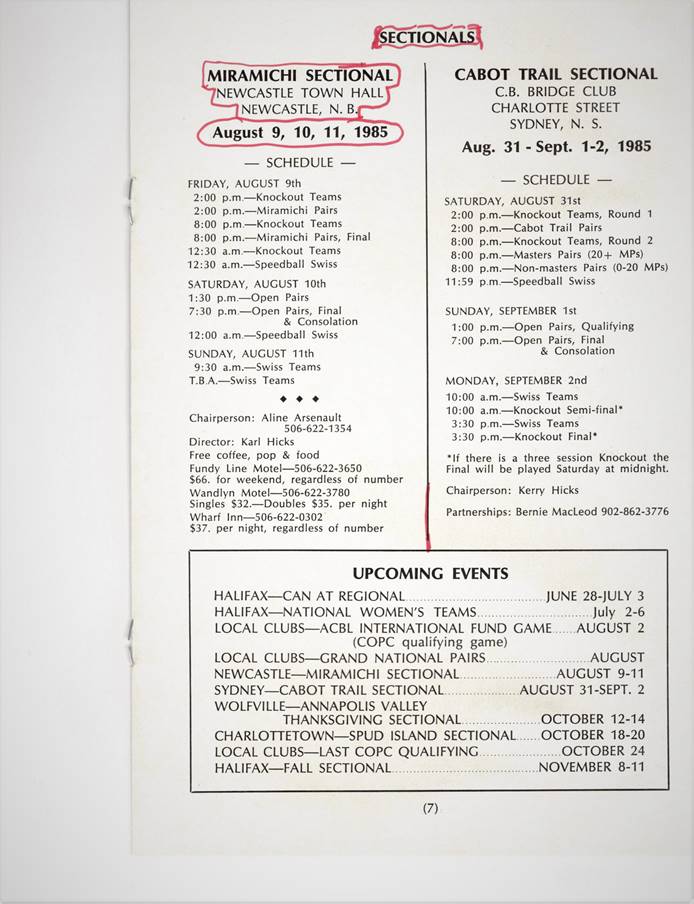 SECTIONALS
MIRAMICHI SECTIONAL
NEWCASTLE TOWN HALL
NEWCASTLE, N. B.
August 9, 10, 11, 1985
— SCHEDULE —
FRIDAY, AUGUST 9th
2:00 p.m.—Knockout Teams
2:00 p.m.—Miramichi Pairs
8:00 p.m.—Knockout Teams
8:00 p.m.—Miramichi Pairs, Final
12:30 a.m.—Knockout Teams
12:30 a.m.—Speedball Swiss
SATURDAY, AUGUST 10th
1:30 p.m.—Open Pairs
7:30 p.m.—Open Pairs, Final
& Consolation
12:00 a.m.—Speedball Swiss
SUNDAY, AUGUST 11th
9:30 a.m.—Swiss Teams
T.B.A.—Swiss Teams
◆ ◆ ◆
Chairperson: Aline Arsenault
506-622-1354
Director: Karl Hicks
Free coffee, pop & food
Fundy Line Motel—506-622-3650
$66. for weekend, regardless of number
Wandlyn Motel—506-622-3780
Singles $32.—Doubles $35. per night
Wharf Inn—506-622-0302
$37. per night, regardless of number
CABOT TRAIL SECTIONAL
C.B. BRIDGE CLUB
CHARLOTTE STREET
SYDNEY, N. S.
Aug. 31 - Sept. 1-2, 1985
— SCHEDULE —
SATURDAY, AUGUST 31st
2:00 p.m.—Knockout Teams, Round 1
2:00 p.m.—Cabot Trail Pairs
8:00 p.m.—Knockout Teams, Round 2
8:00 p.m.—Masters Pairs (20+ MPs)
8:00 p.m.—Non-masters Pairs (0-20 MPs)
11:59 p.m.—Speedball Swiss
SUNDAY, SEPTEMBER 1st
1:00 p.m.—Open Pairs, Qualifying
7:00 p.m.—Open Pairs, Final
& Consolation
MONDAY, SEPTEMBER 2nd
10:00 a.m.—Swiss Teams
10:00 a.m.—Knockout Semi-final*
3:30 p.m.—Swiss Teams
3:30 p.m.—Knockout Final*
*If there is a three session Knockout the
Final will be played Saturday at midnight.
Chairperson: Kerry Hicks
Partnerships: Bernie MacLeod 902-862-3776
UPCOMING EVENTS
HALIFAX—CAN AT REGIONAL........JUNE 28-JULY 3
HALIFAX—NATIONAL WOMEN'S TEAMS........July 2-6
LOCAL CLUBS—ACBL INTERNATIONAL FUND GAME......AUGUST 2
(COPC qualifying game)
LOCAL CLUBS—GRAND NATIONAL PAIRS........AUGUST
NEWCASTLE—MIRAMICHI SECTIONAL........AUGUST 9-11
SYDNEY—CABOT TRAIL SECTIONAL........AUGUST 31-SEPT. 2
WOLFVILLE—ANNAPOLIS VALLEY
THANKSGIVING SECTIONAL........OCTOBER 12-14
CHARLOTTETOWN—SPUD ISLAND SECTIONAL......OCTOBER 18-20
LOCAL CLUBS—LAST COPC QUALIFYING........OCTOBER 24
HALIFAX—FALL SECTIONAL........NOVEMBER 8-11
(7)